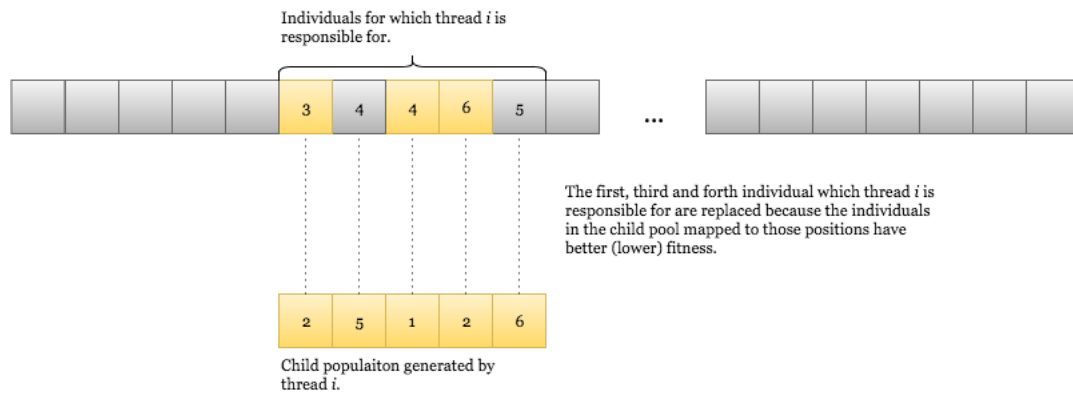 Individuals for which thread i is
responsible for.
3 4 4 6 5
...
The first, third and forth individual which thread i is
responsible for are replaced because the individuals
in the child pool mapped to those positions have
better (lower) fitness.
2 5 1 2 6
Child populaiton generated by
thread i.